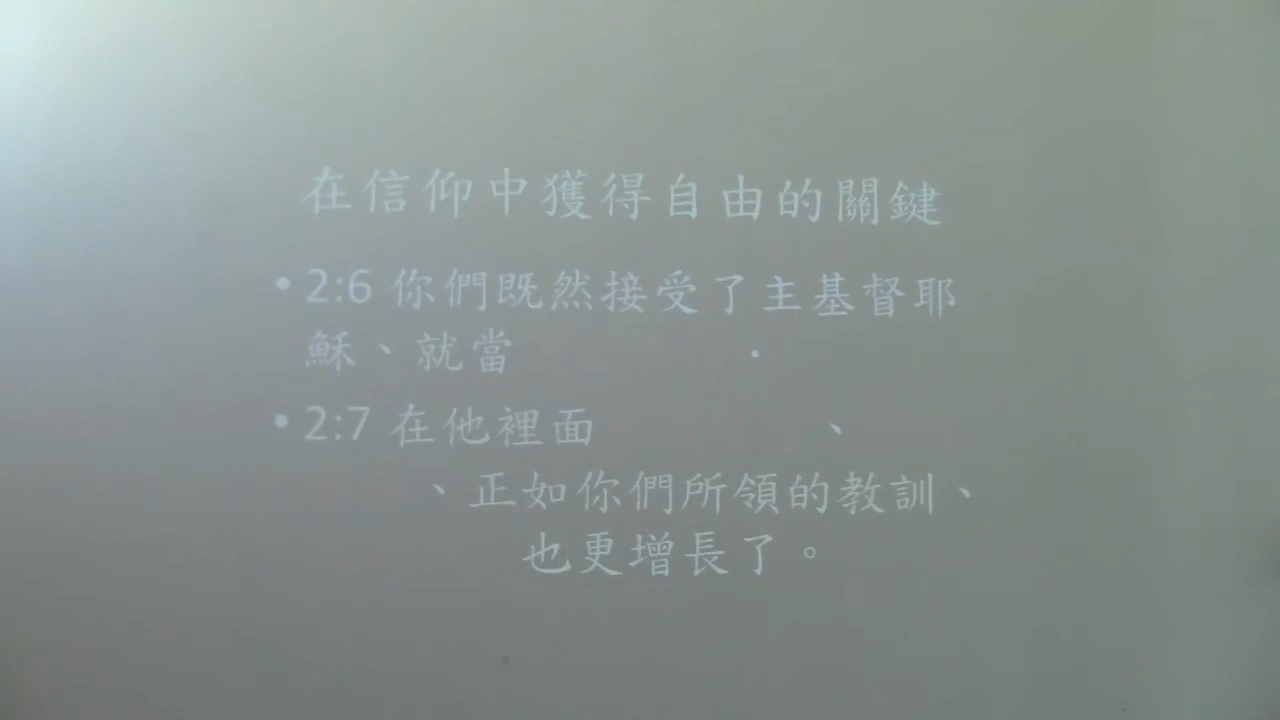 在信仰中獲得自由的關鍵
• 2:6 你們既然接受了主基督耶
穌、就當 .
• 2:7 在他裡面 、
、正如你們所領的教訓、
也更增長了。